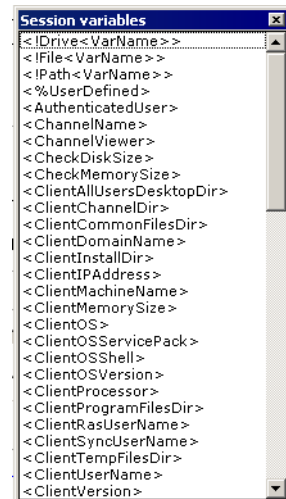 Session variables
<!Drive<VarName>>
<!File<VarName>>
<!Path<VarName>>
<%UserDefined>
<AuthenticatedUser>
<ChannelName>
<ChannelViewer>
<CheckDiskSize>
<CheckMemorySize>
<ClientAllUsersDesktopDir>
<ClientChannelDir>
<ClientCommonFilesDir>
<ClientDomainName>
<ClientInstallDir>
<ClientIPAddress>
<ClientMachineName>
<ClientMemorySize>
<ClientOS>
<ClientOSServicePack>
<ClientOSShell>
<ClientOSVersion>
<ClientProcessor>
<ClientProgramFilesDir>
<ClientRasUserName>
<ClientSyncUserName>
<ClientTempFilesDir>
<ClientUserName>
<ClientVersion>